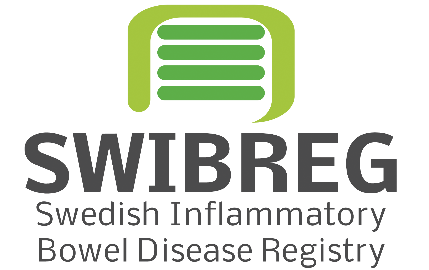 SWIBREG
Swedish Inflammatory
Bowel Disease Registry